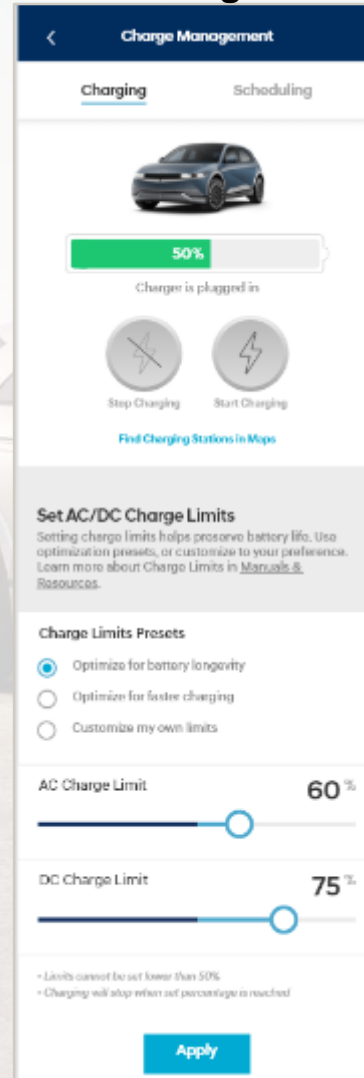 Charge Management
Charging
Scheduling
50%
Charger is plugged in
Stop Charging
Start Charging
Find Charging Stations in Maps
Set AC/DC Charge Limits
Setting charge limits helps preserve battery life. Use
optimization presets, or customize to your preference.
Learn more about Charge Limits in Manuals &
Resources.
Charge Limits Presets
Optimize for battery longevity
Optimize for faster charging
Customize my own limits
AC Charge Limit
60 %
DC Charge Limit
75 %
- Limits cannot be set lower than 50%
- Charging will stop when set percentage is reached
Apply